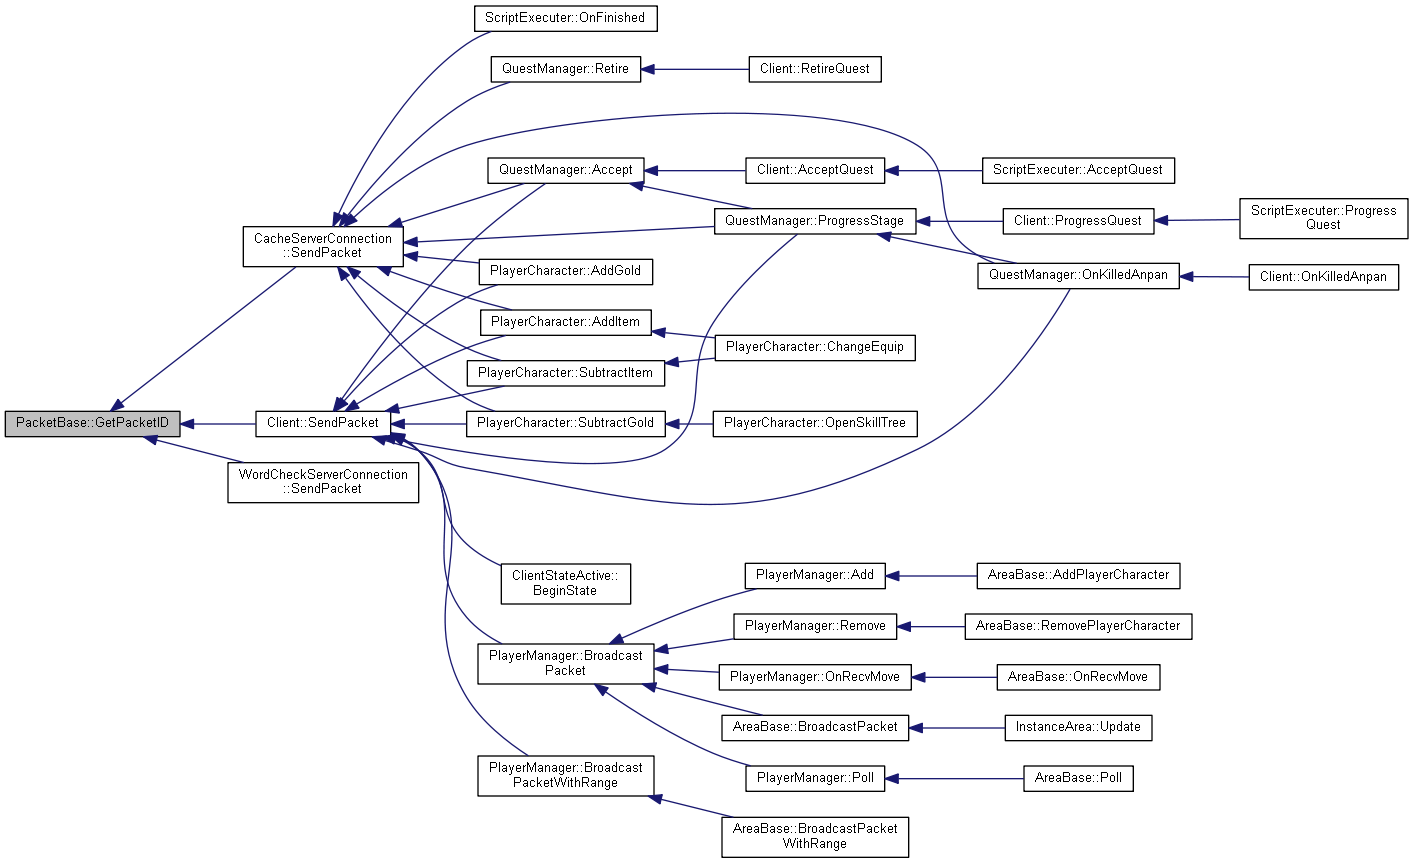 ScriptExecuter::OnFinished
QuestManager::Retire
Client::RetireQuest
QuestManager::Accept
Client::AcceptQuest
ScriptExecuter::AcceptQuest
CacheServerConnection
::SendPacket
QuestManager::ProgressStage
Client::ProgressQuest
ScriptExecuter::Progress
Quest
PlayerCharacter::AddGold
QuestManager::OnKilledAnpan
Client::OnKilledAnpan
PlayerCharacter::AddItem
PlayerCharacter::ChangeEquip
PlayerCharacter::SubtractItem
PacketBase::GetPacketID
Client::SendPacket
PlayerCharacter::SubtractGold
PlayerCharacter::OpenSkillTree
WordCheckServerConnection
::SendPacket
ClientStateActive::
BeginState
PlayerManager::Add
AreaBase::AddPlayerCharacter
PlayerManager::Remove
AreaBase::RemovePlayerCharacter
PlayerManager::Broadcast
Packet
PlayerManager::OnRecvMove
AreaBase::OnRecvMove
AreaBase::BroadcastPacket
InstanceArea::Update
PlayerManager::Broadcast
PacketWithRange
PlayerManager::Poll
AreaBase::Poll
AreaBase::BroadcastPacket
WithRange